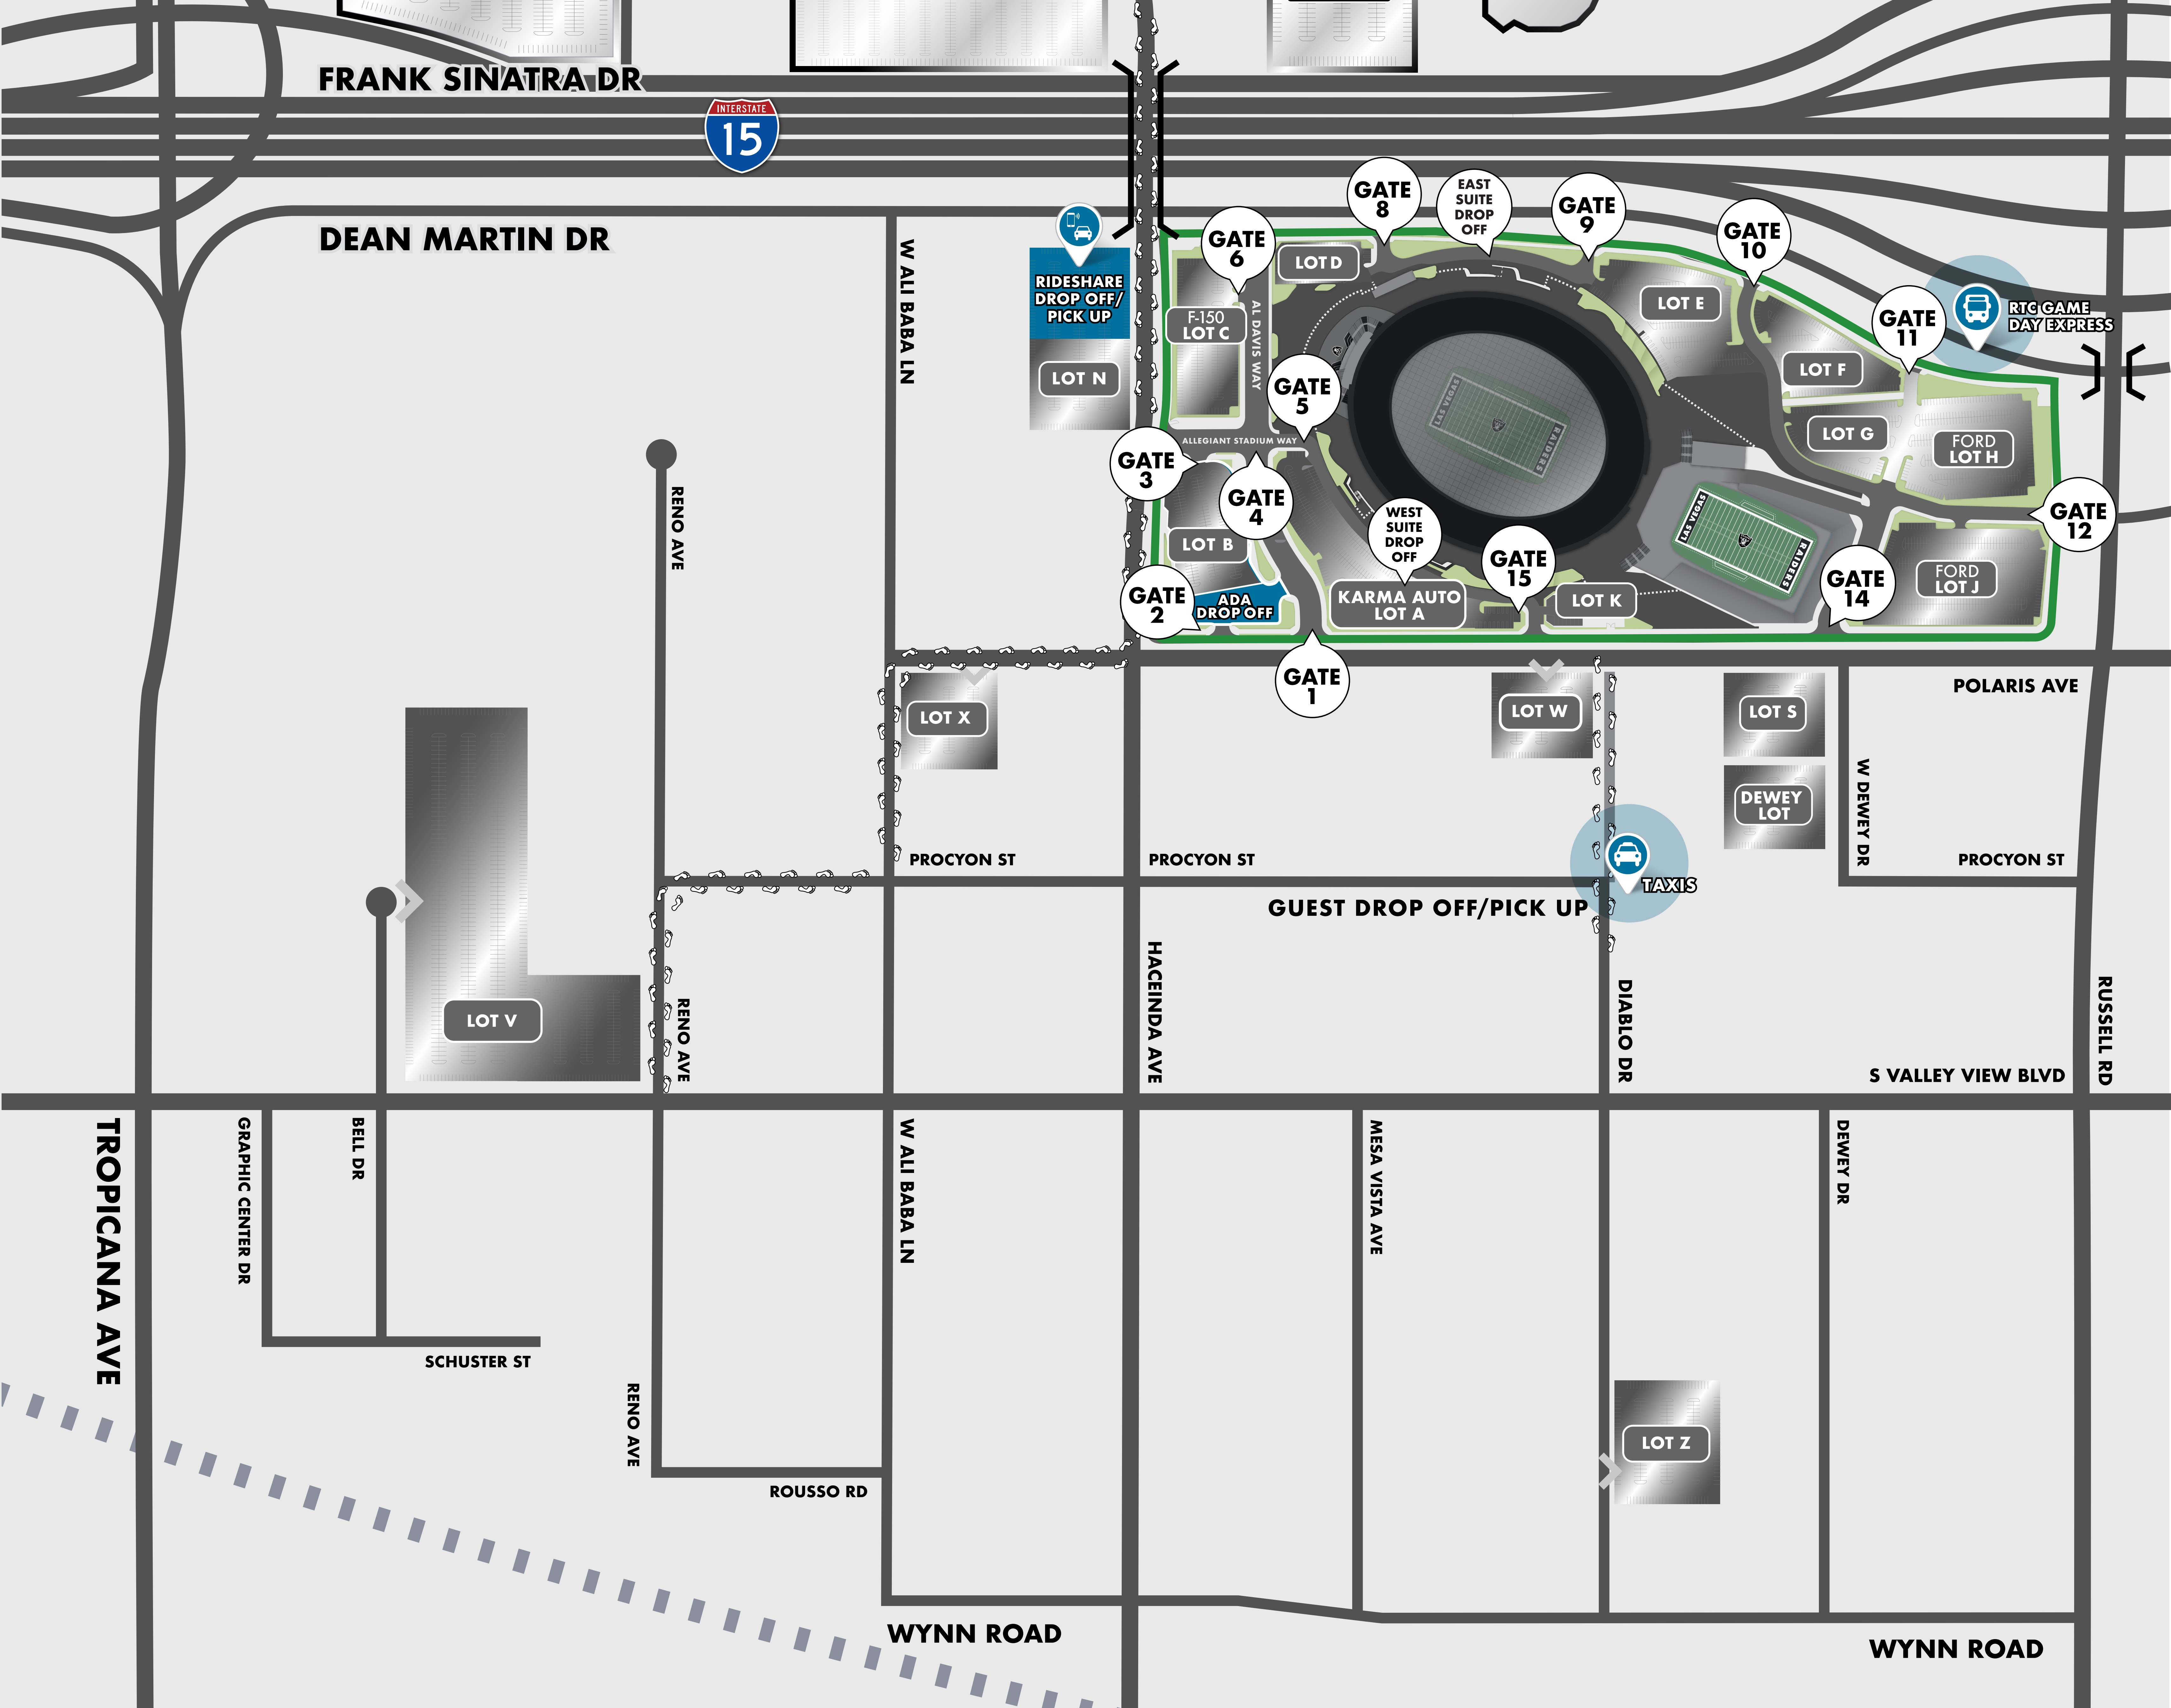 FRANK SINATRA DR
INTERSTATE
15
DEAN MARTIN DR
W ALI BABA LN
RIDESHARE
DROP OFF/
PICK UP
LOT N
GATE
6
LOT D
GATE
8
EAST
SUITE
DROP
OFF
GATE
9
GATE
10
GATE
11
RTC GAME
DAY EXPRESS
F-150
LOT C
AL DAVIS WAY
LOT E
LOT F
LOT G
FORD
LOT H
GATE
5
LAS VEGAS
RAIDERS
ALLEGIANT STADIUM WAY
GATE
3
GATE
4
LOT B
WEST
SUITE
DROP
OFF
GATE
15
LAS VEGAS
RAIDERS
GATE
12
GATE
14
FORD
LOT J
GATE
2
ADA
DROP OFF
KARMA AUTO
LOT A
LOT K
GATE
1
RENO AVE
POLARIS AVE
LOT X
LOT W
LOT S
DEWEY
LOT
W DEWEY DR
PROCYON ST
PROCYON ST
PROCYON ST
TAXIS
GUEST DROP OFF/PICK UP
LOT V
RENO AVE
HACEINDA AVE
DIABLO DR
RUSSELL RD
S VALLEY VIEW BLVD
TROPICANA AVE
GRAPHIC CENTER DR
BELL DR
W ALI BABA LN
MESA VISTA AVE
DEWEY DR
SCHUSTER ST
RENO AVE
LOT Z
ROUSSO RD
WYNN ROAD
WYNN ROAD